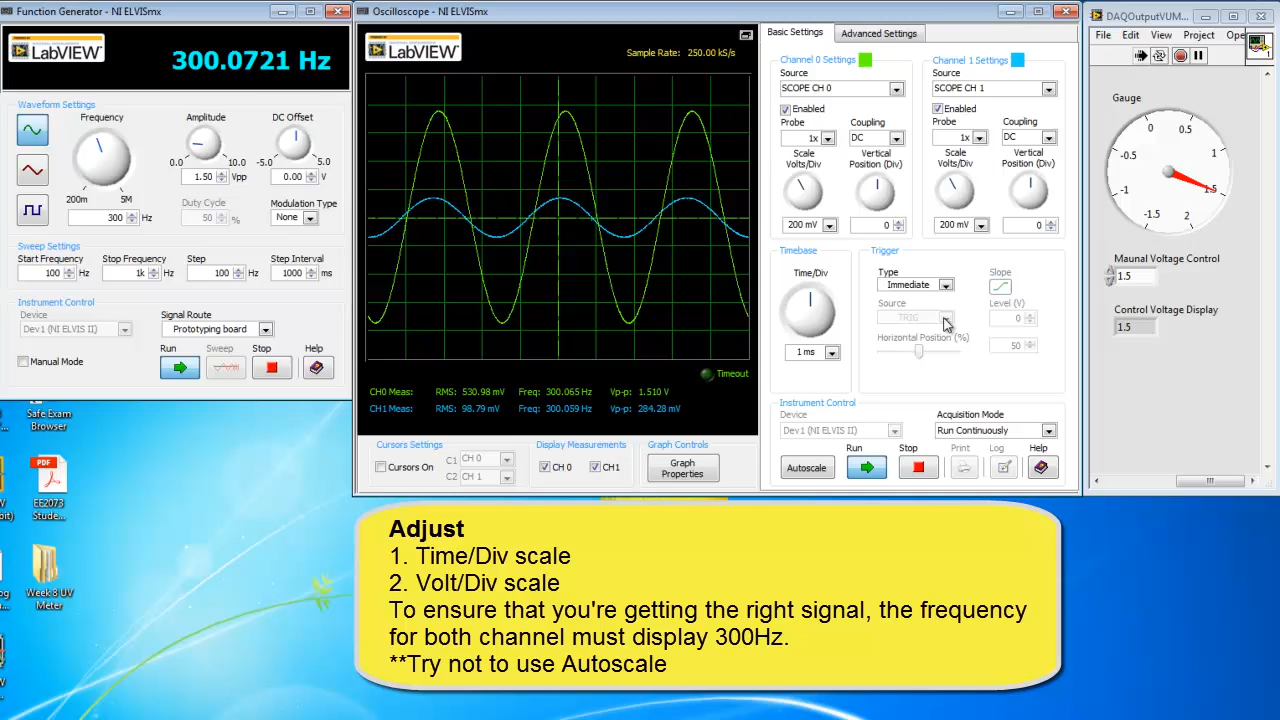 Function Generator - NI ELVISmx
LabVIEW
300.0721 Hz
Waveform Settings
Frequency
Amplitude
DC Offset
0.0
10.0
-5.0
5.0
1.50 Vpp
0.00 V
200m
5M
Duty Cycle
Modulation Type
300 Hz
50 %
None
Sweep Settings
Start Frequency
Stop Frequency
Step
Step Interval
100 Hz
1k Hz
100 Hz
1000 ms
Instrument Control
Device
Signal Route
Dev1 (NI ELVIS II)
Prototyping board
Run
Sweep
Stop
Help
Manual Mode
Safe Exam
Browser
PDF
EE2073
Stude...
Week 8 UV
Meter
Oscilloscope - NI ELVISmx
LabVIEW
Sample Rate: 250.00 kS/s
Timeout
CH0 Meas: RMS: 530.98 mV Freq: 300.065 Hz Vp-p: 1.510 V
CH1 Meas: RMS: 98.79 mV Freq: 300.059 Hz Vp-p: 284.28 mV
Cursors Settings
Cursors On
C1 CH 0
C2 CH 1
Display Measurements
CH 0
CH1
Graph Controls
Graph
Properties
Basic Settings
Advanced Settings
Channel 0 Settings
Source
SCOPE CH 0
Enabled
Probe
Coupling
1x
DC
Scale
Volts/Div
Vertical
Position (Div)
200 mV
0
Channel 1 Settings
Source
SCOPE CH 1
Enabled
Probe
Coupling
1x
DC
Scale
Volts/Div
Vertical
Position (Div)
200 mV
0
Timebase
Time/Div
1 ms
Trigger
Type
Immediate
Slope
Source
TRIG
Level (V)
0
Horizontal Position (%)
50
Instrument Control
Device
Dev1 (NI ELVIS II)
Acquisition Mode
Run Continuously
Run
Stop
Print
Log
Help
Autoscale
DAQOutputVUM...
File Edit View Project Ope
1
Gauge
-1.5
-1
-0.5
0
0.5
1
1.5
2
Maunal Voltage Control
1.5
Control Voltage Display
1.5
Adjust
1. Time/Div scale
2. Volt/Div scale
To ensure that you're getting the right signal, the frequency
for both channel must display 300Hz.
**Try not to use Autoscale